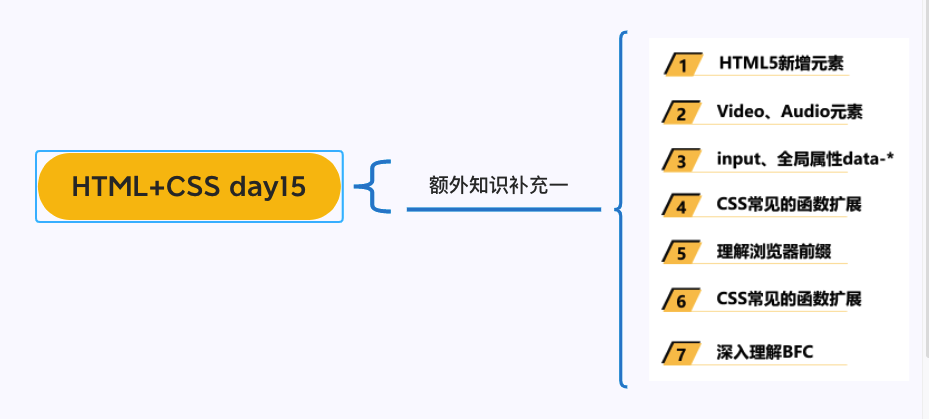 HTML+CSS day15
额外知识补充一
1 HTML5新增元素
2 Video、Audio元素
3 input、全局属性data-*
4 CSS常见的函数扩展
5 理解浏览器前缀
6 CSS常见的函数扩展
7 深入理解BFC